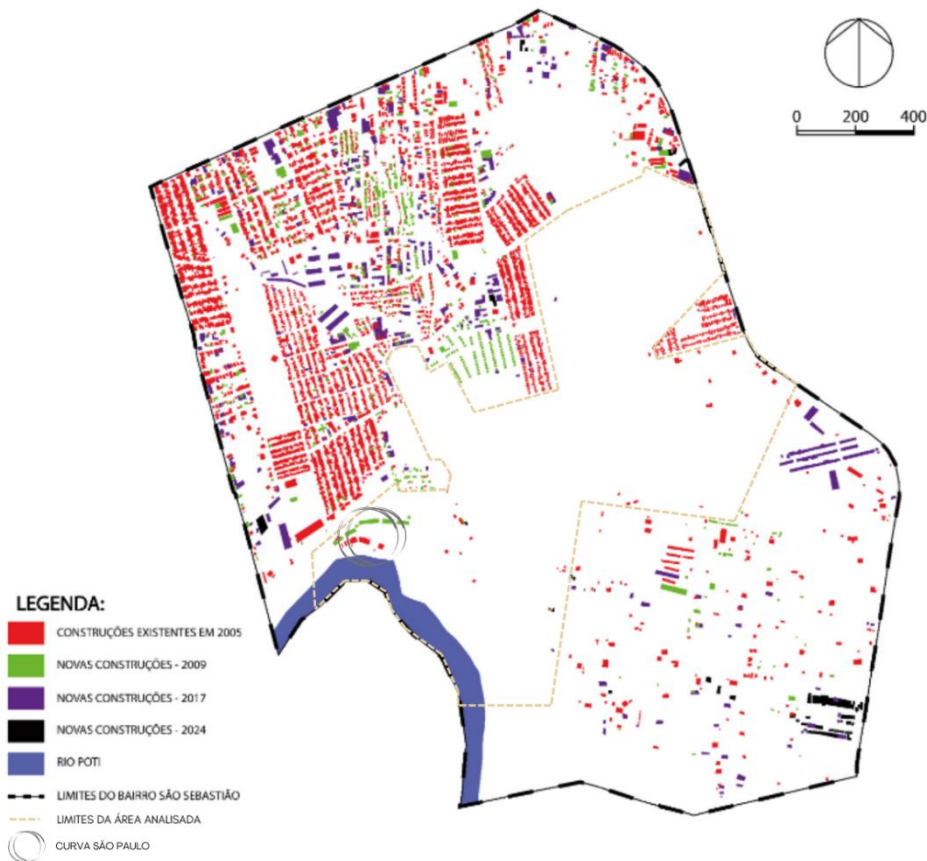 0 200 400
LEGENDA:
CONSTRUÇÕES EXISTENTES EM 2005
NOVAS CONSTRUÇÕES - 2009
NOVAS CONSTRUÇÕES - 2017
NOVAS CONSTRUÇÕES - 2024
RIO POTI
LIMITES DO BAIRRO SÃO SEBASTIÃO
LIMITES DA ÁREA ANALISADA
CURVA SÃO PAULO